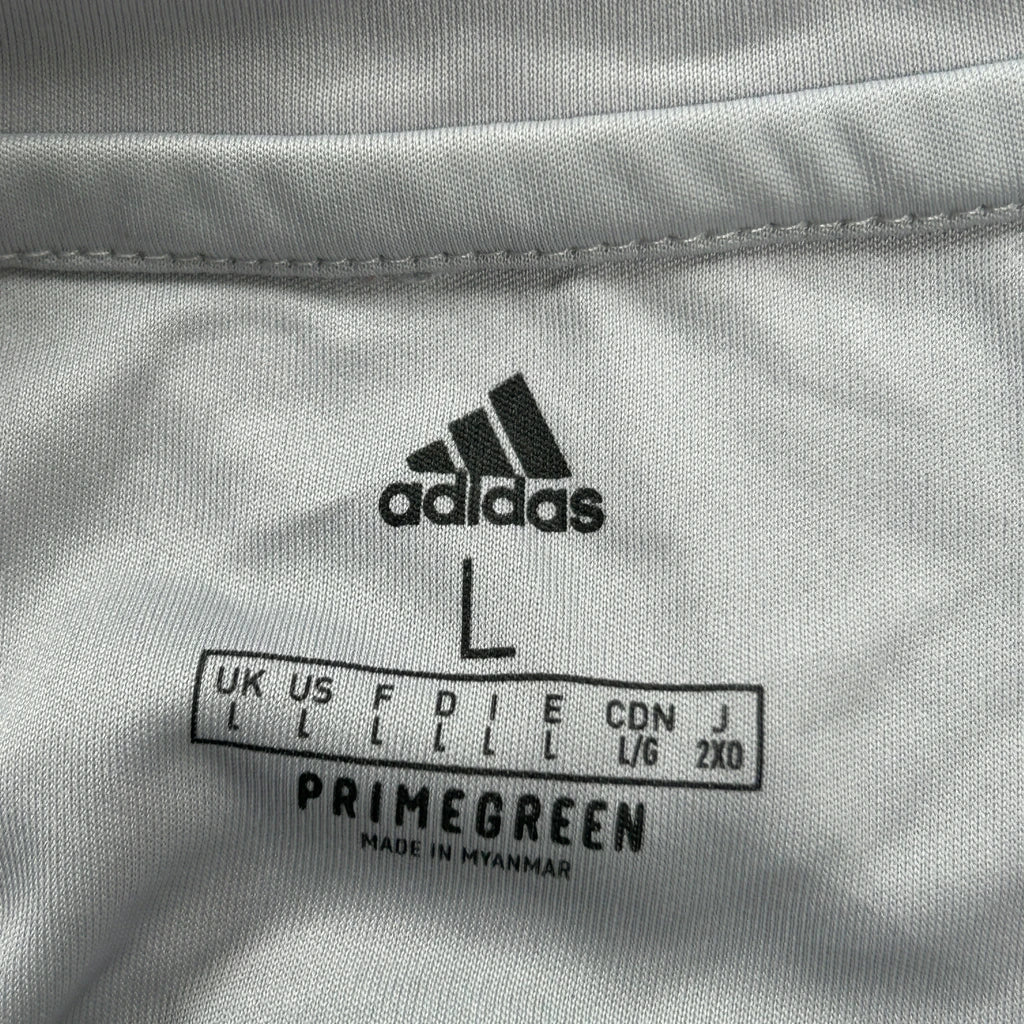 adidas
L
UK US F D I E CDN J
L L L L L L L/G 2XO
PRIMEGREEN
MADE IN MYANMAR